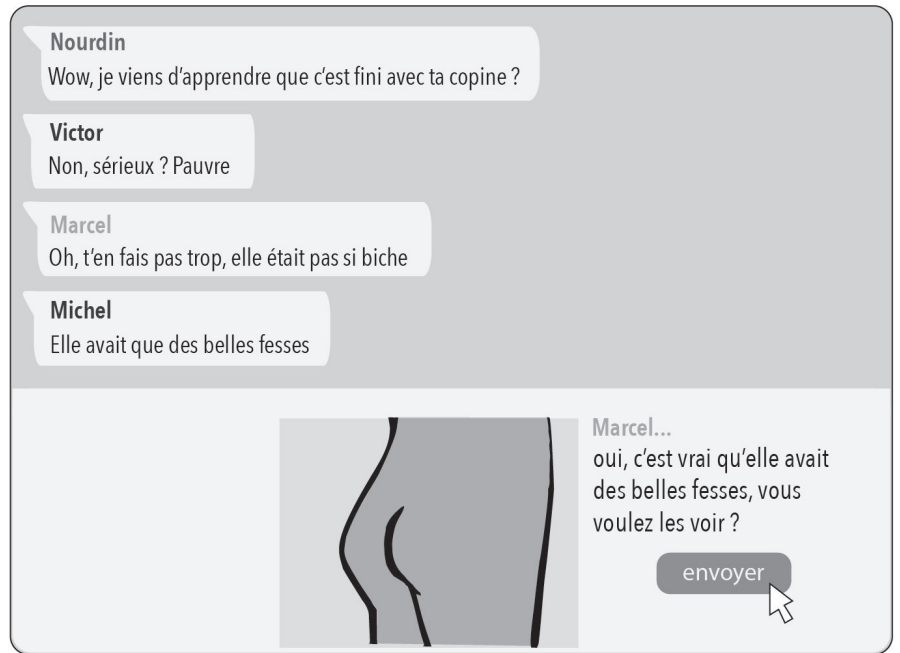 Nourdin
Wow, je viens d’apprendre que c’est fini avec ta copine ?
Victor
Non, sérieux ? Pauvre
Marcel
Oh, t’en fais pas trop, elle était pas si biche
Michel
Elle avait que des belles fesses
Marcel...
oui, c’est vrai qu’elle avait
des belles fesses, vous
voulez les voir ?
envoyer